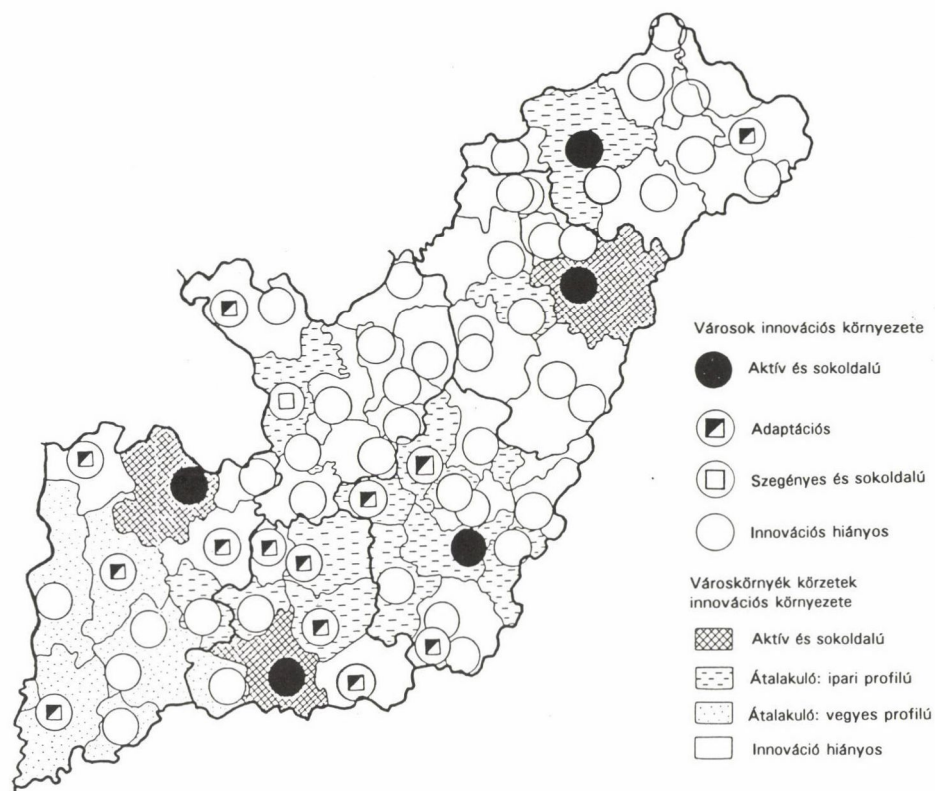 Városok innovációs környezete
Aktív és sokoldalú
Adaptációs
Szegényes és sokoldalú
Innovációs hiányos
Városkörnyék körzetek
innovációs környezete
Aktív és sokoldalú
Átalakuló: ipari profilú
Átalakuló: vegyes profilú
Innováció hiányos